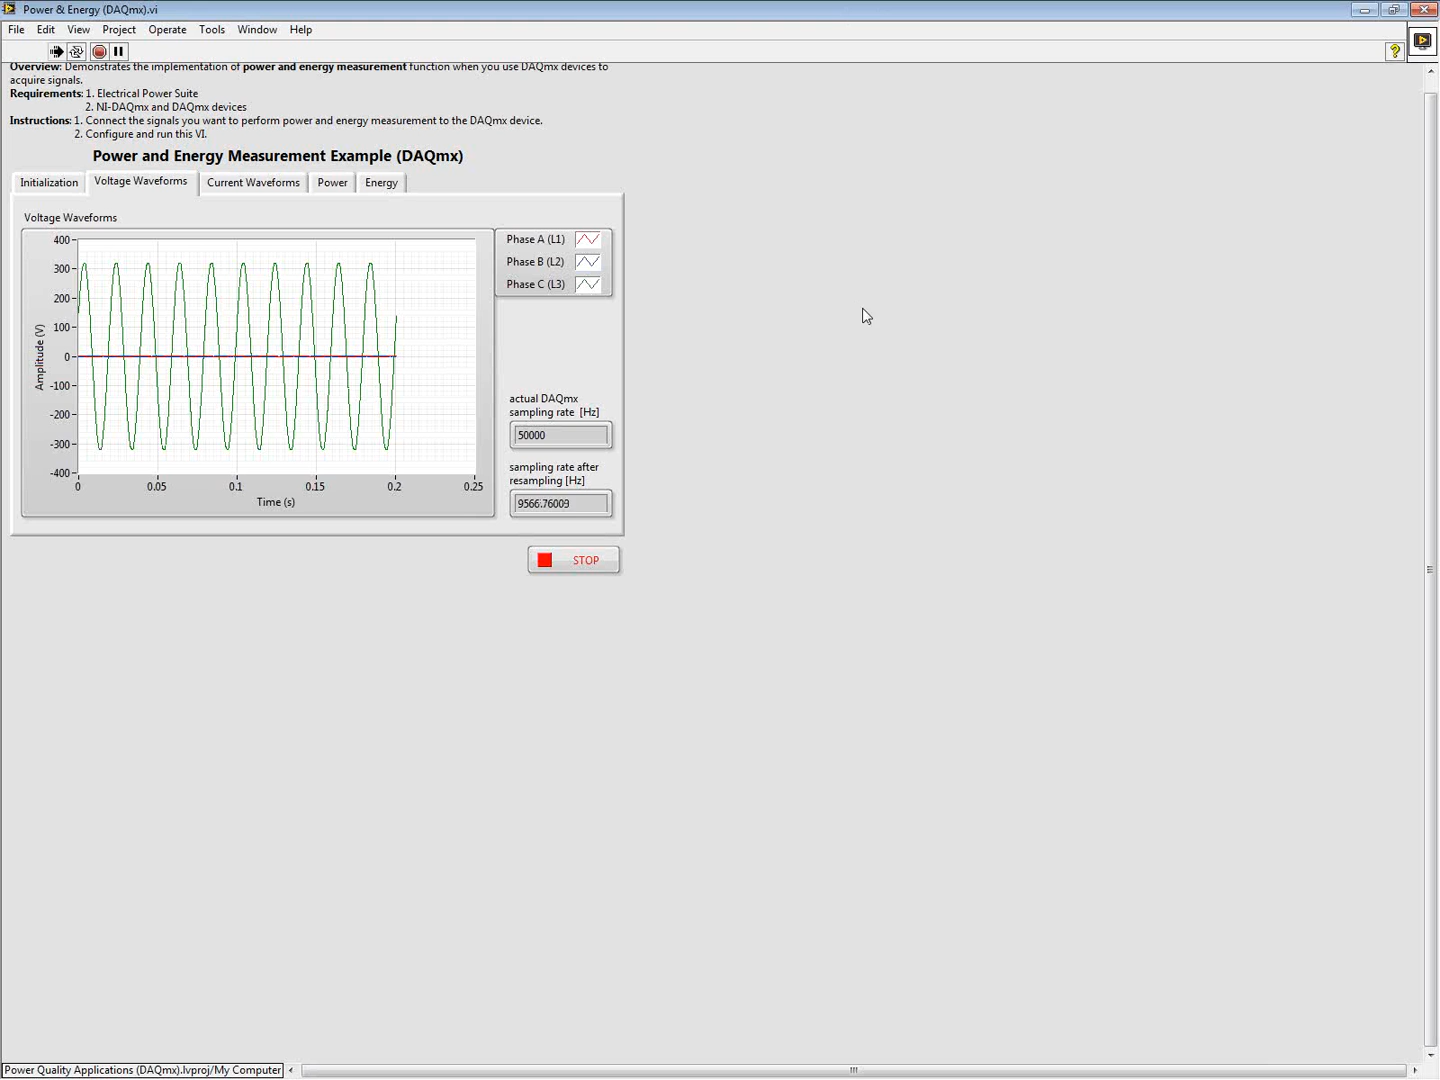 Power & Energy (DAQmx).vi
File Edit View Project Operate Tools Window Help
Overview: Demonstrates the implementation of power and energy measurement function when you use DAQmx devices to
acquire signals.
Requirements: 1. Electrical Power Suite
2. NI-DAQmx and DAQmx devices
Instructions: 1. Connect the signals you want to perform power and energy measurement to the DAQmx device.
2. Configure and run this VI.
Power and Energy Measurement Example (DAQmx)
Initialization Voltage Waveforms Current Waveforms Power Energy
Voltage Waveforms
400
300
200
100
0
-100
-200
-300
-400
Amplitude (V)
0 0.05 0.1 0.15 0.2 0.25
Time (s)
Phase A (L1)
Phase B (L2)
Phase C (L3)
actual DAQmx
sampling rate [Hz]
50000
sampling rate after
resampling [Hz]
9566.76009
STOP
Power Quality Applications (DAQmx).lvproj/My Computer